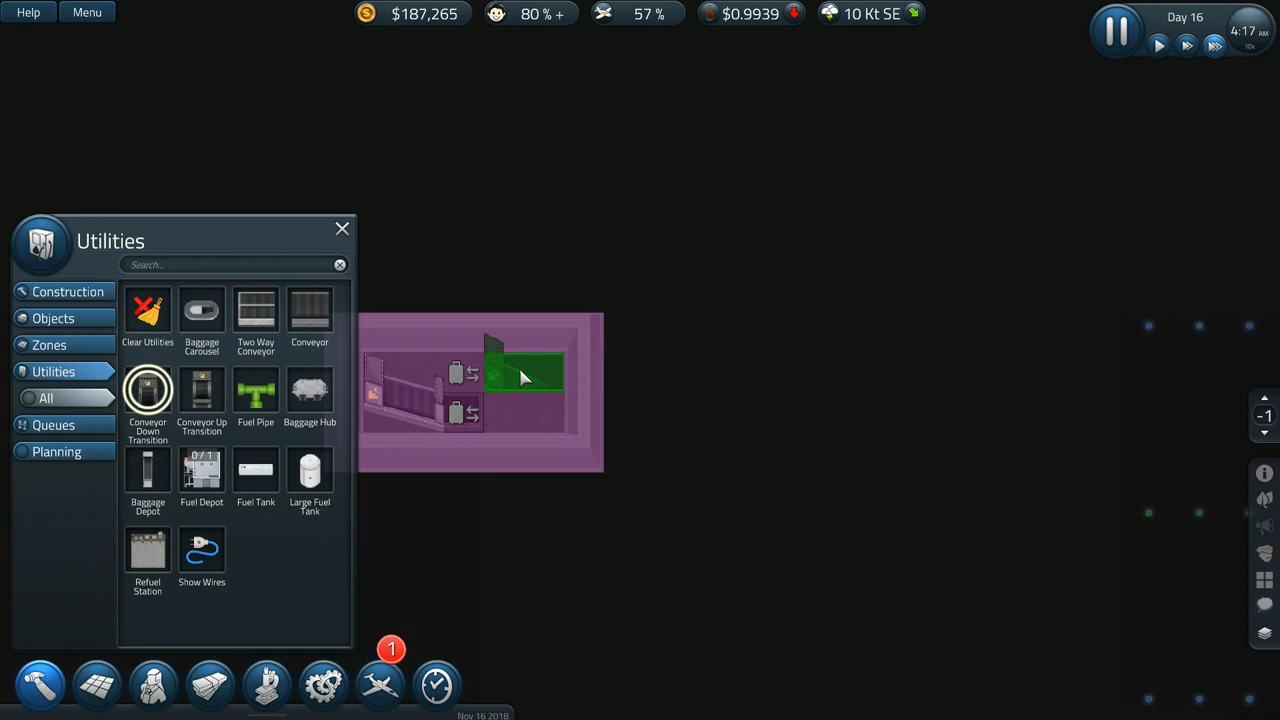 Help
Menu
$187,265
80 % +
57 %
$0.9939
10 Kt SE
Day 16
4:17 AM
10x
Utilities
Search...
Construction
Objects
Zones
Utilities
All
Queues
Planning
Clear Utilities
Baggage Carousel
Two Way Conveyor
Conveyor
Conveyor Down Transition
Conveyor Up Transition
Fuel Pipe
Baggage Hub
0 / 1
Baggage Depot
Fuel Depot
Fuel Tank
Large Fuel Tank
Refuel Station
Show Wires
-1
1
Nov 16 2018